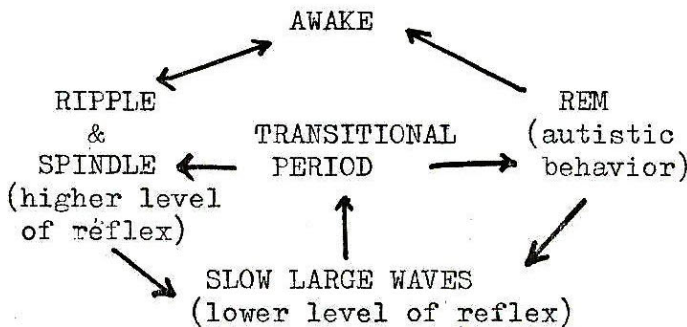 AWAKE
RIPPLE
&
SPINDLE
(higher level
of reflex)
TRANSITIONAL
PERIOD
REM
(autistic
behavior)
SLOW LARGE WAVES
(lower level of reflex)